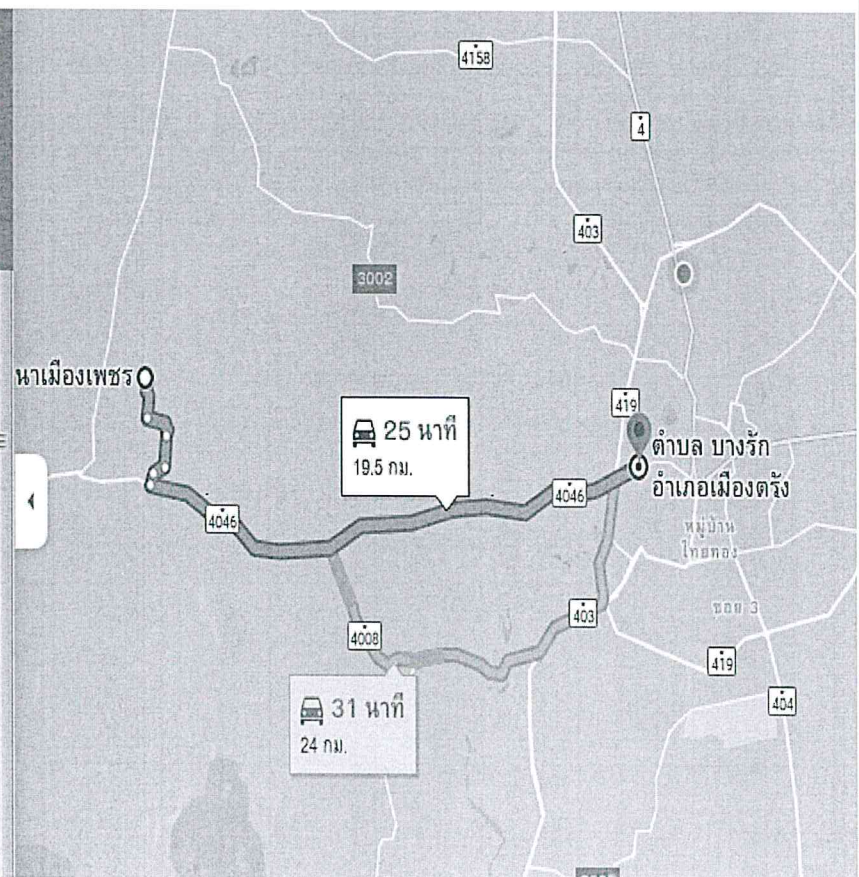 4158
4
403
3002
นาเมืองเพชร
419
25 นาที
19.5 กม.
ตำบล บางรัก
อำเภอเมืองตรัง
4046
4046
หมู่บ้าน
ไทยทอง
403
ซอย 3
4008
419
31 นาที
24 กม.
404